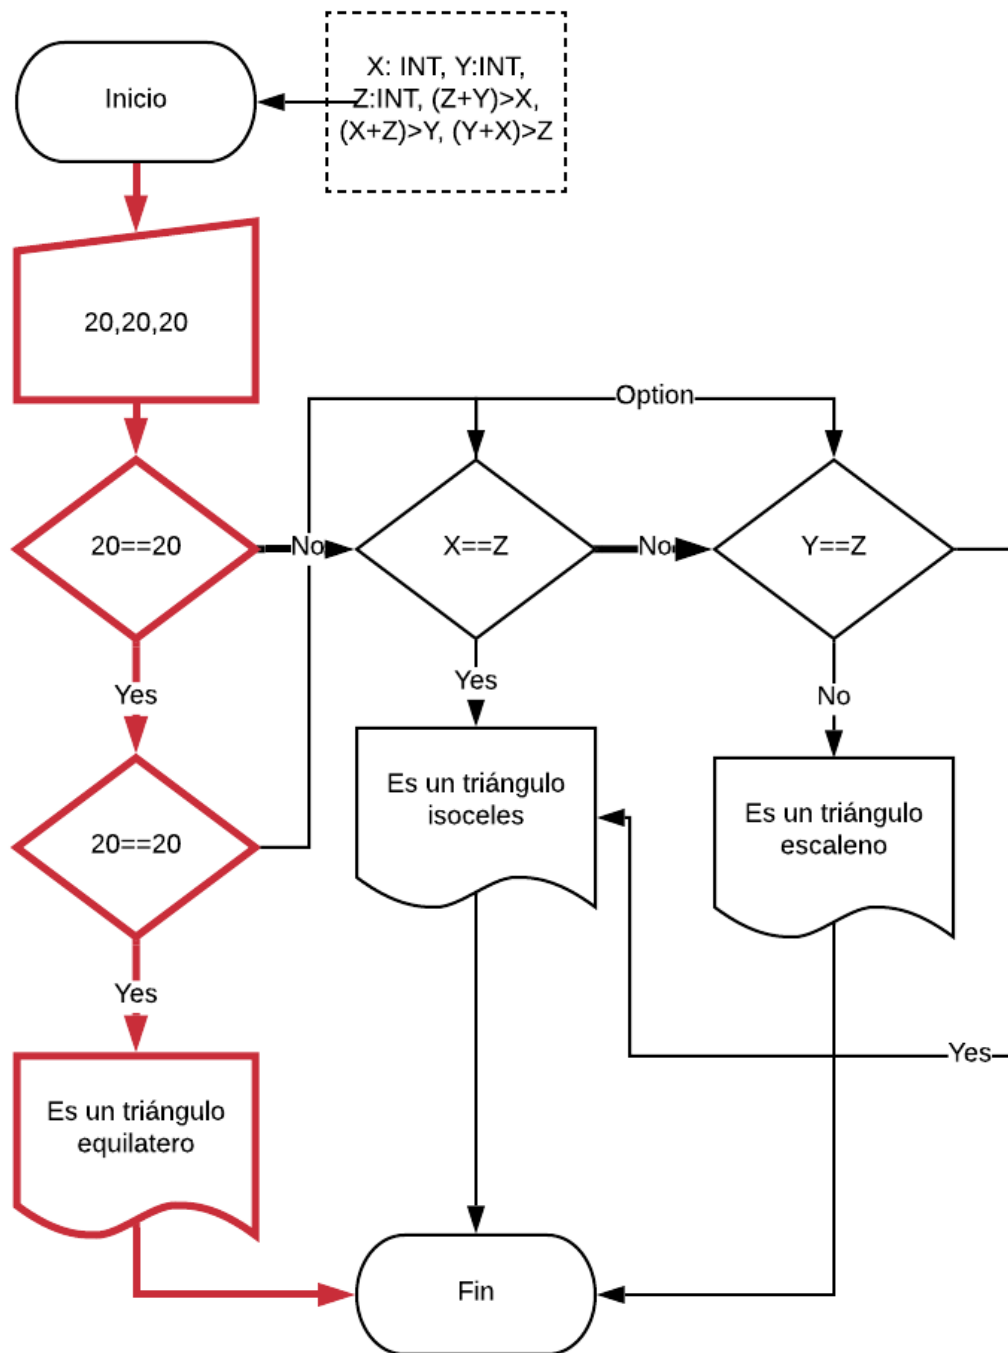 Inicio
X: INT, Y:INT,
Z:INT, (Z+Y)>X,
(X+Z)>Y, (Y+X)>Z
20,20,20
Option
20==20
No
X==Z
No
Y==Z
Yes
Yes
No
Es un triángulo
isoceles
Es un triángulo
escaleno
20==20
Yes
Yes
Es un triángulo
equilatero
Fin